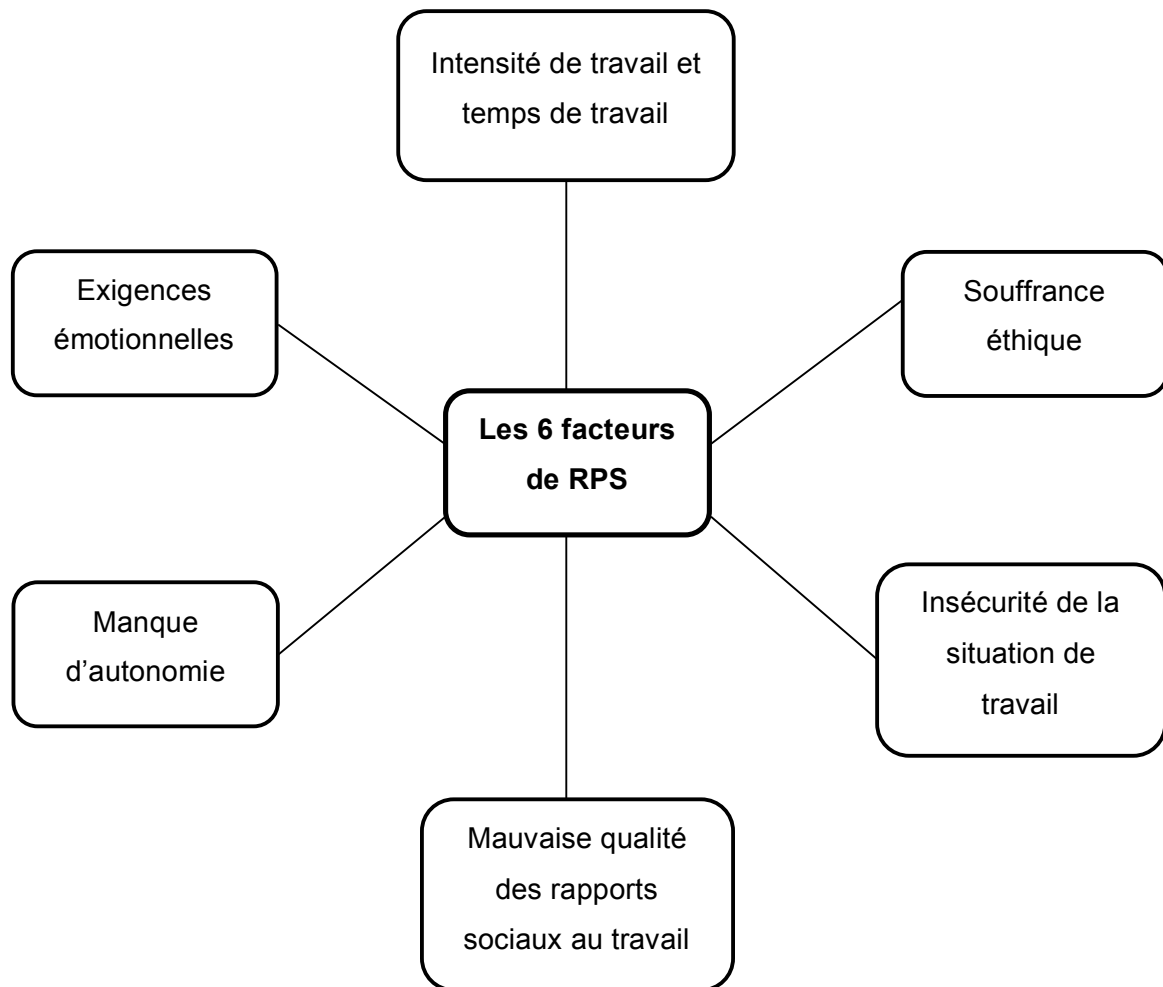 Intensité de travail et
temps de travail
Exigences
émotionnelles
Souffrance
éthique
Les 6 facteurs
de RPS
Manque
d’autonomie
Insécurité de la
situation de
travail
Mauvaise qualité
des rapports
sociaux au travail